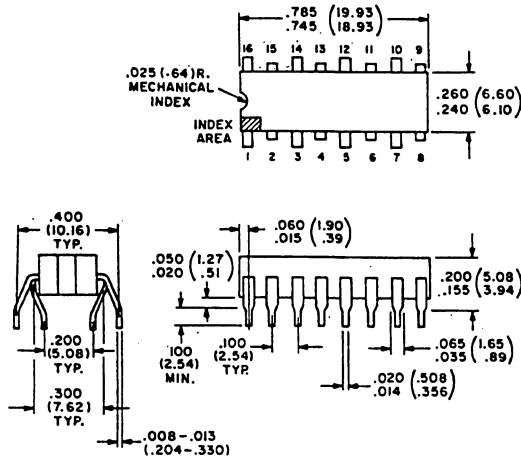 .785 (19.93)
.745 (18.93)
16 15 14 13 12 11 10 9
.025 (.64) R.
MECHANICAL
INDEX
.260 (6.60)
.240 (6.10)
INDEX
AREA
1 2 3 4 5 6 7 8
.400
(10.16)
TYP.
.060 (1.90)
.015 (.39)
.050 (1.27)
.020 (.51)
.200 (5.08)
.155 (3.94)
.200
(5.08)
TYP.
.100
(2.54)
MIN.
.100
(2.54)
TYP.
.065 (1.65)
.035 (.89)
.300
(7.62)
TYP.
.020 (.508)
.014 (.356)
.008-.013
(.204-.330)